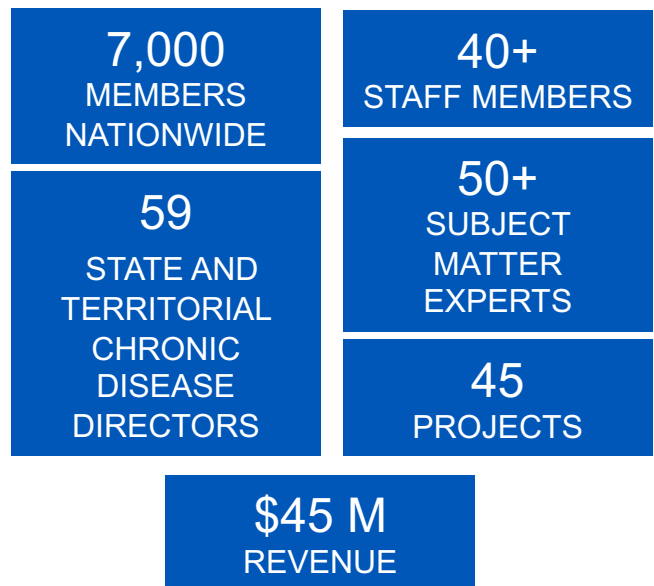 7,000
MEMBERS
NATIONWIDE
40+
STAFF MEMBERS
59
STATE AND
TERRITORIAL
CHRONIC
DISEASE
DIRECTORS
50+
SUBJECT
MATTER
EXPERTS
45
PROJECTS
$45 M
REVENUE